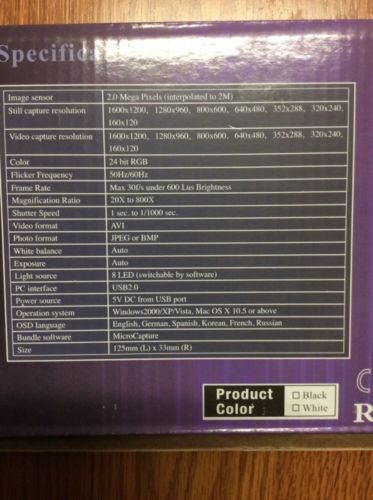 Specifica
Image sensor 2.0 Mega Pixels (interpolated to 2M)
Still capture resolution 1600x1200, 1280x960, 800x600, 640x480, 352x288, 320x240,
160x120
Video capture resolution 1600x1200, 1280x960, 800x600, 640x480, 352x288, 320x240,
160x120
Color 24 bit RGB
Flicker Frequency 50Hz/60Hz
Frame Rate Max 30f/s under 600 Lus Brightness
Magnification Ratio 20X to 800X
Shutter Speed 1 sec. to 1/1000 sec.
Video format AVI
Photo format JPEG or BMP
White balance Auto
Exposure Auto
Light source 8 LED (switchable by software)
PC interface USB2.0
Power source 5V DC from USB port
Operation system Windows2000/XP/Vista, Mac OS X 10.5 or above
OSD language English, German, Spanish, Korean, French, Russian
Bundle software MicroCapture
Size 125mm (L) x 33mm (R)
Product
Color
☐ Black
☐ White
C
R